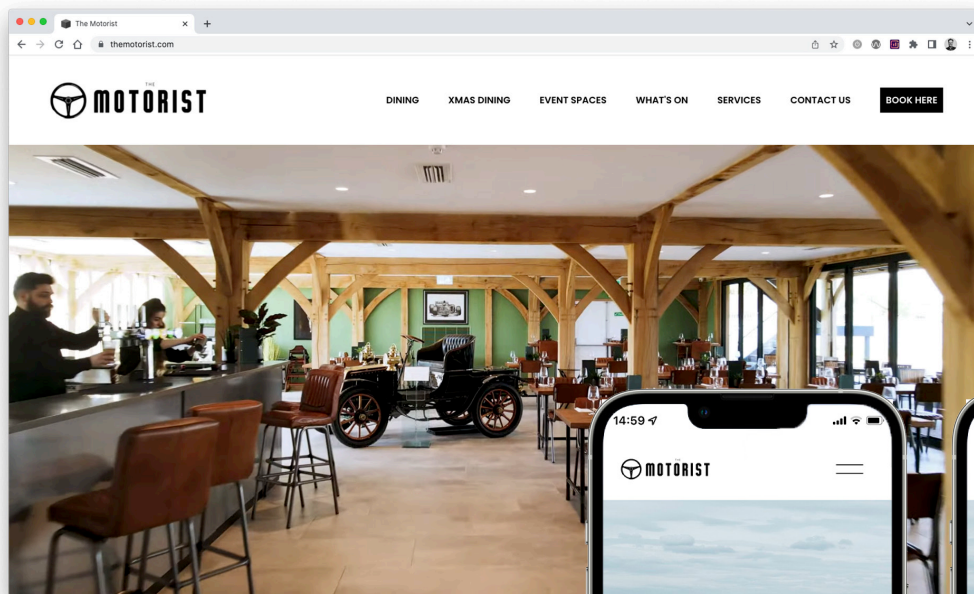 The Motorist
themotorist.com
THE
MOTORIST
DINING
XMAS DINING
EVENT SPACES
WHAT'S ON
SERVICES
CONTACT US
BOOK HERE
14:59
THE
MOTORIST